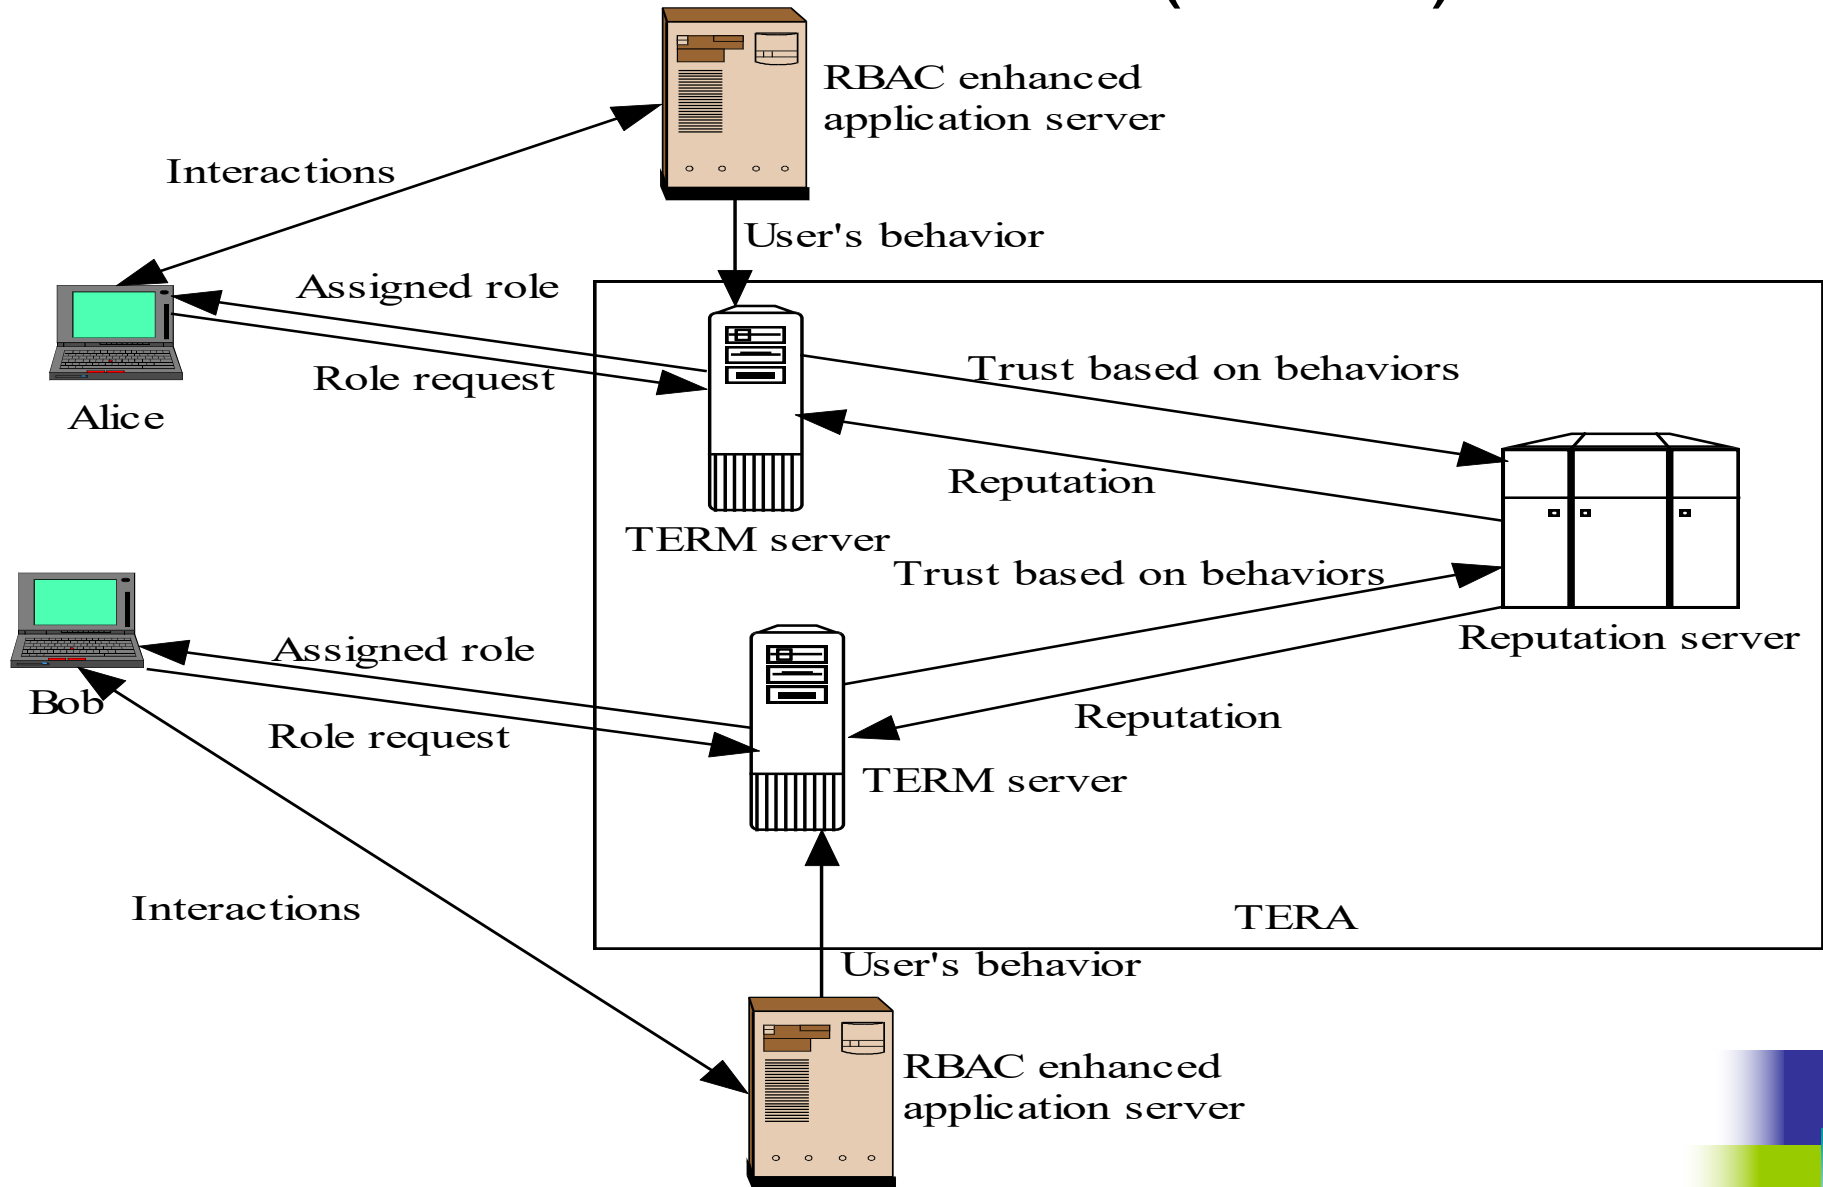 RBAC enhanced
application server
Interactions
User's behavior
Assigned role
Role request
Alice
Trust based on behaviors
Reputation
TERM server
Trust based on behaviors
Reputation server
Assigned role
Bob
Role request
Reputation
TERM server
Interactions
TERA
User's behavior
RBAC enhanced
application server